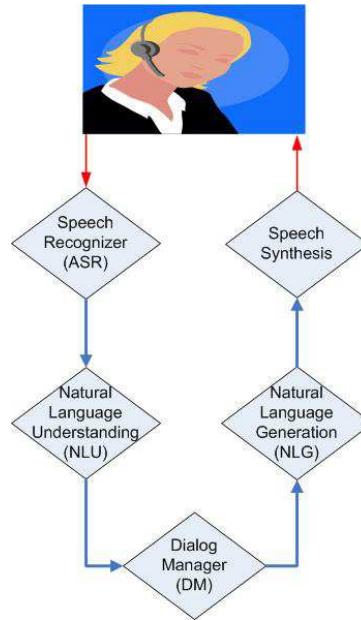 Speech
Recognizer
(ASR)
Speech
Synthesis
Natural
Language
Understanding
(NLU)
Natural
Language
Generation
(NLG)
Dialog
Manager
(DM)